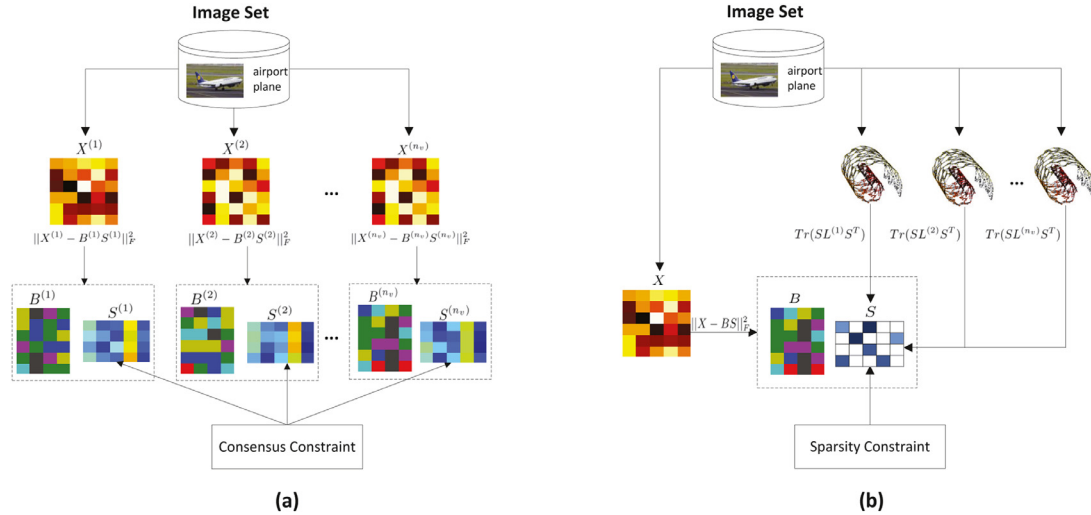 Image Set
airport
plane
X^{(1)}
X^{(2)}
X^{(n_v)}
...
||X^{(1)} - B^{(1)}S^{(1)}||_F^2
||X^{(2)} - B^{(2)}S^{(2)}||_F^2
||X^{(n_v)} - B^{(n_v)}S^{(n_v)}||_F^2
B^{(1)}
S^{(1)}
B^{(2)}
S^{(2)}
...
B^{(n_v)}
S^{(n_v)}
Consensus Constraint
(a)
Image Set
airport
plane
...
Tr(SL^{(1)}S^T)
Tr(SL^{(2)}S^T)
Tr(SL^{(n_v)}S^T)
X
||X - BS||_F^2
B
S
Sparsity Constraint
(b)